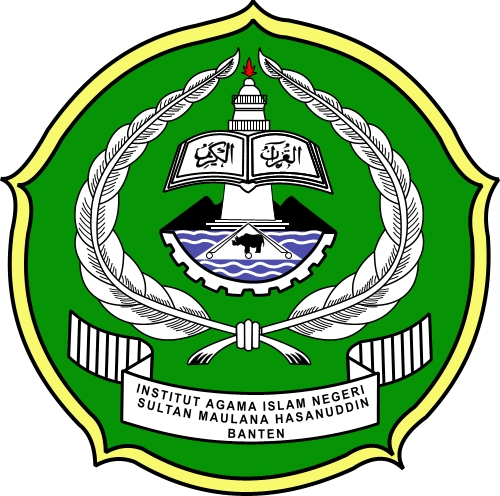 القرآن الكريم
INSTITUT AGAMA ISLAM NEGERI
SULTAN MAULANA HASANUDDIN
BANTEN